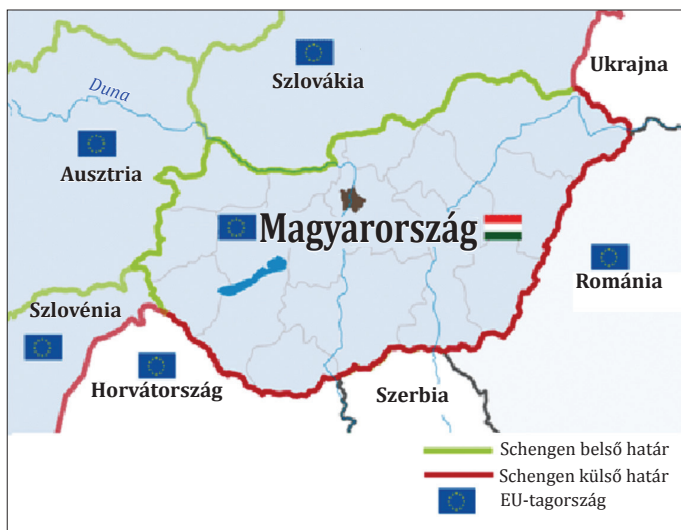 Ukrajna
Szlovákia
Duna
Ausztria
Magyarország
Románia
Szlovénia
Horvátország
Szerbia
Schengen belső határ
Schengen külső határ
EU-tagország